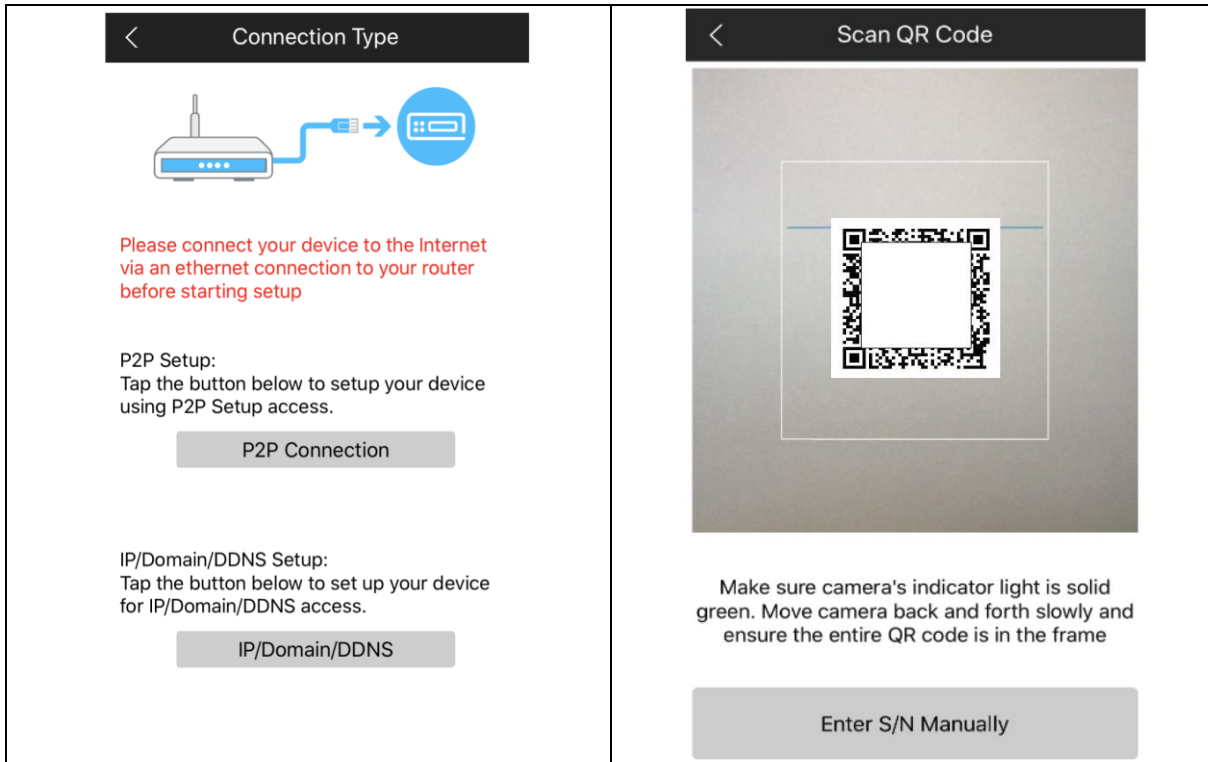 Connection Type
Please connect your device to the Internet
via an ethernet connection to your router
before starting setup
P2P Setup:
Tap the button below to setup your device
using P2P Setup access.
P2P Connection
IP/Domain/DDNS Setup:
Tap the button below to set up your device
for IP/Domain/DDNS access.
IP/Domain/DDNS
Scan QR Code
Make sure camera's indicator light is solid
green. Move camera back and forth slowly and
ensure the entire QR code is in the frame
Enter S/N Manually